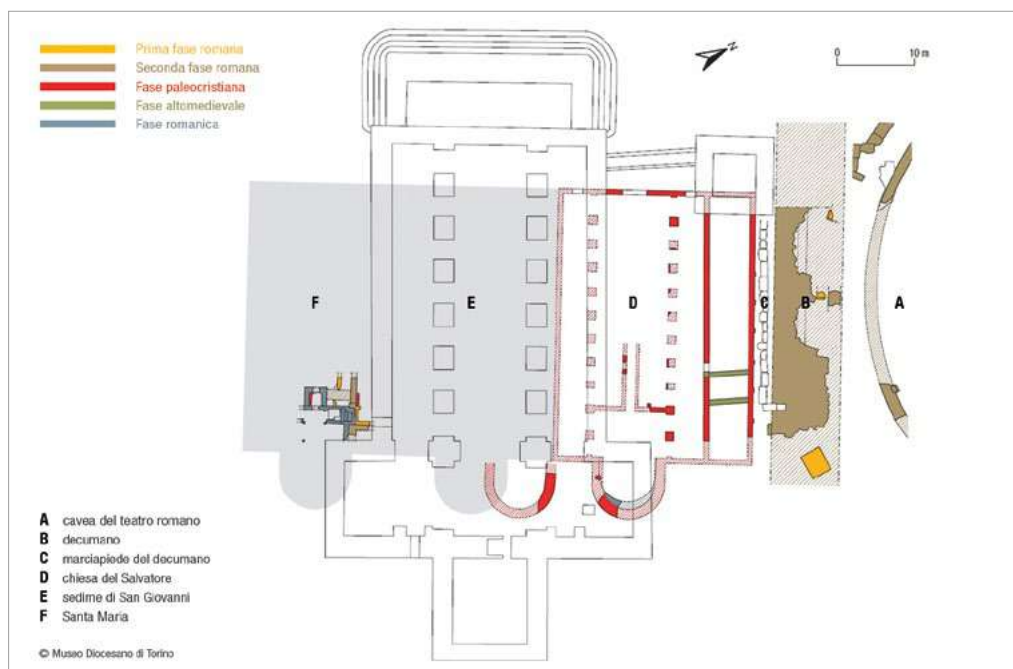 Prima fase romana
Seconda fase romana
Fase paleocristiana
Fase altomedievale
Fase romanica
N
0 10 m
F E D C B A
A cavea del teatro romano
B decumano
C marciapiede del decumano
D chiesa del Salvatore
E sedime di San Giovanni
F Santa Maria
© Museo Diocesano di Torino